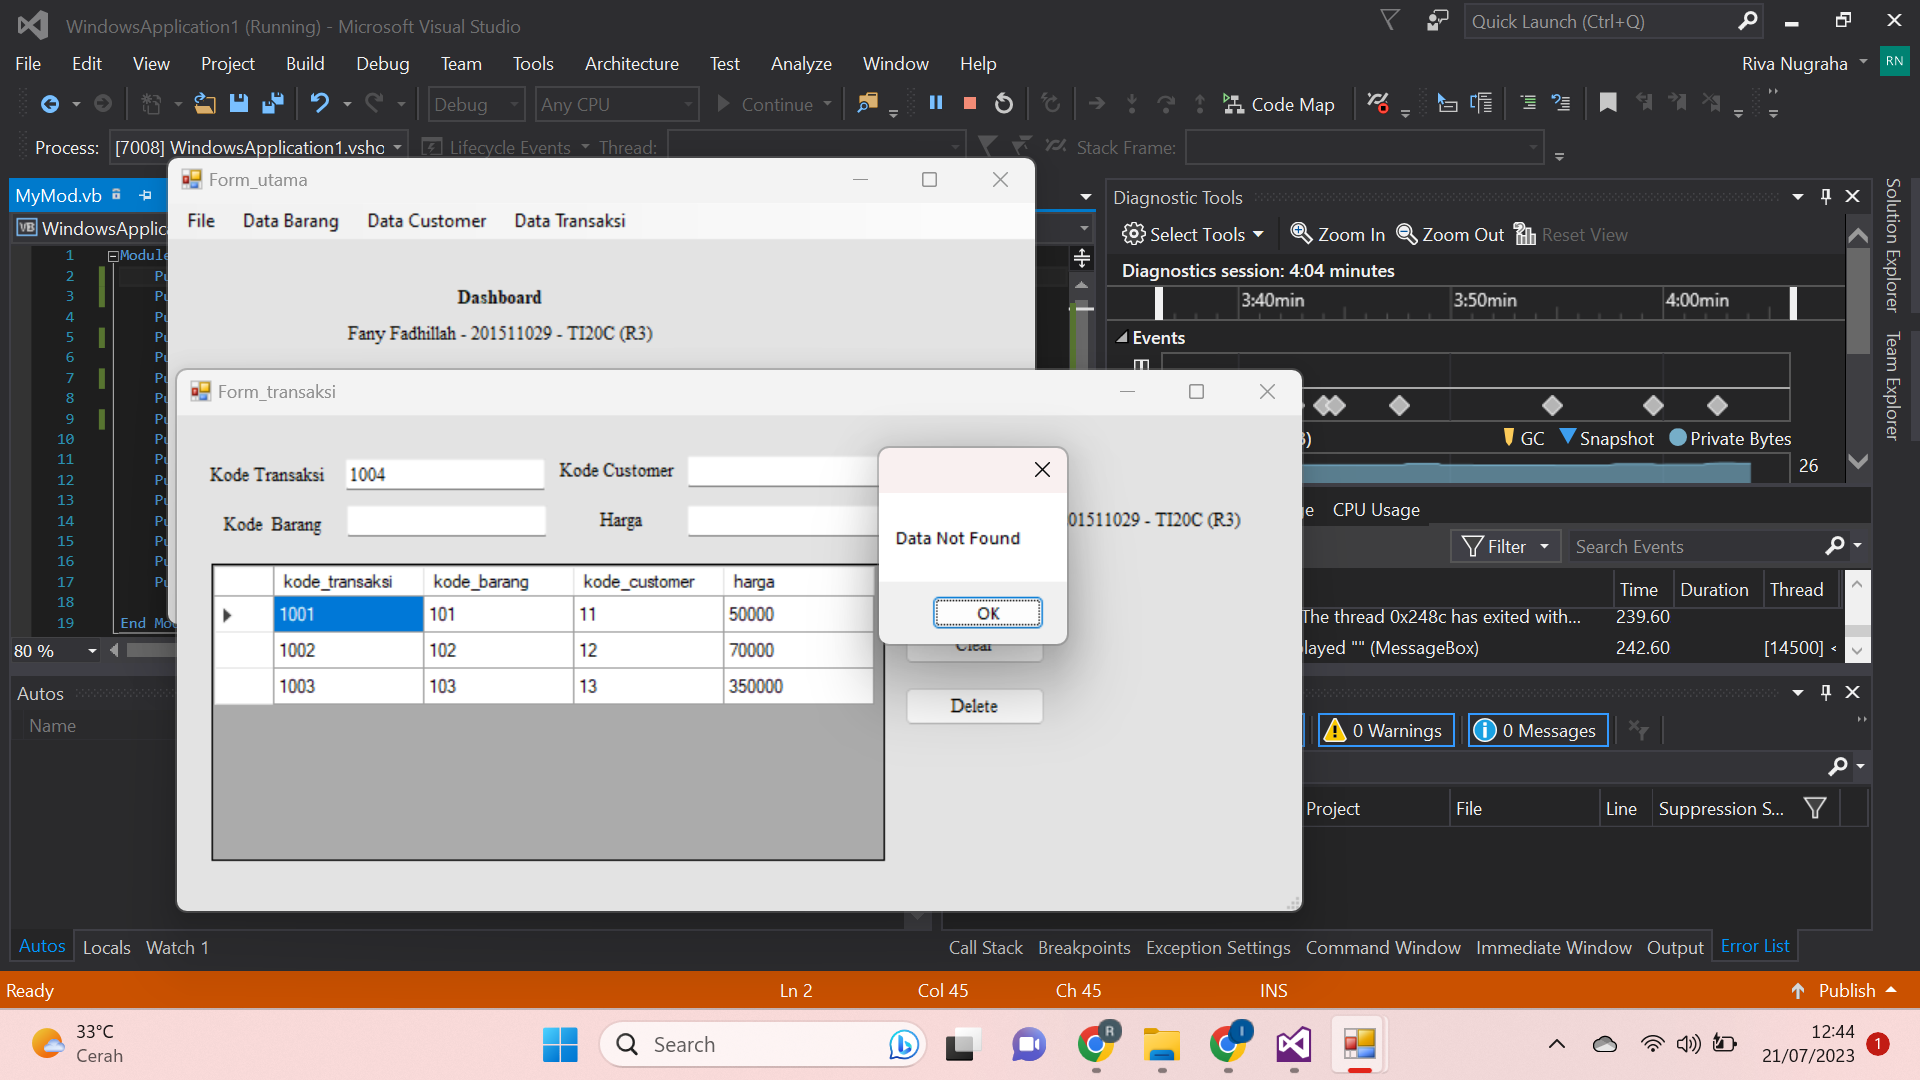 WindowsApplication1 (Running) - Microsoft Visual Studio
Quick Launch (Ctrl+Q)
File Edit View Project Build Debug Team Tools Architecture Test Analyze Window Help
Riva Nugraha RN
Debug Any CPU Continue Code Map
Process: [7008] WindowsApplication1.vsho Lifecycle Events Thread: Stack Frame:
MyMod.vb
WindowsApplic
1 Module
2 Pu
3 Pu
4 Pu
5 Pu
6 Pu
7 Pu
8 Pu
9 Pu
10 Pu
11 Pu
12 Pu
13 Pu
14 Pu
15 Pu
16 Pu
17 Pu
18
19 End Mo
80 %
Form_utama
File Data Barang Data Customer Data Transaksi
Dashboard
Fany Fadhillah - 201511029 - TI20C (R3)
Form_transaksi
Kode Transaksi 1004 Kode Customer
Kode Barang Harga
01511029 - TI20C (R3)
kode_transaksi kode_barang kode_customer harga
1001 101 11 50000
1002 102 12 70000
1003 103 13 350000
Clear
Delete
Data Not Found
OK
Diagnostic Tools
Select Tools Zoom In Zoom Out Reset View
Diagnostics session: 4:04 minutes
3:40min 3:50min 4:00min
Events
) GC Snapshot Private Bytes
26
e CPU Usage
Filter Search Events
Time Duration Thread
The thread 0x248c has exited with... 239.60
layed "" (MessageBox) 242.60 [14500] <
0 Warnings 0 Messages
Project File Line Suppression S...
Solution Explorer
Team Explorer
Autos
Name
Autos Locals Watch 1
Call Stack Breakpoints Exception Settings Command Window Immediate Window Output Error List
Ready Ln 2 Col 45 Ch 45 INS Publish
33°C
Cerah
Search
R
I
12:44
21/07/2023
1